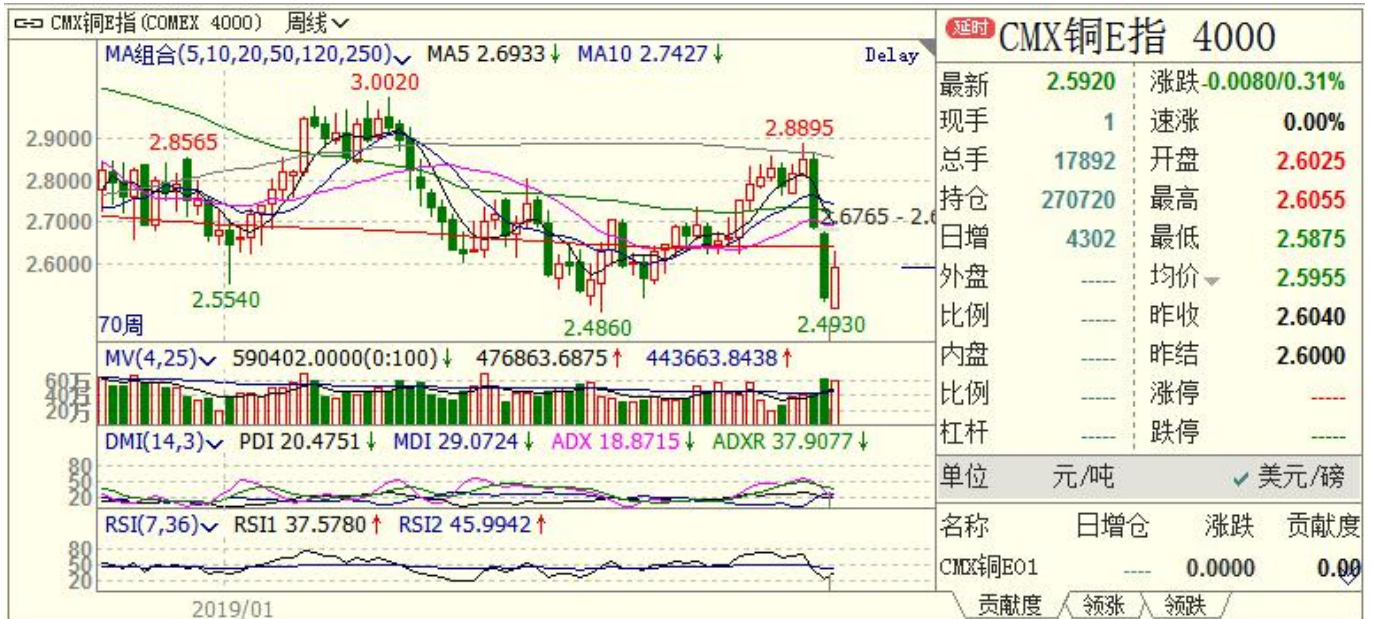 CMX铜E指(COMEX 4000) 周线
MA组合(5,10,20,50,120,250) MA5 2.6933↓ MA10 2.7427↓ Delay
3.0020
2.9000
2.8565
2.8895
2.8000
2.7000
2.6765 - 2.6
2.6000
2.5540
2.4860
2.4930
70周
MV(4,25) 590402.0000(0:100)↓ 476863.6875↑ 443663.8438↑
60万
40万
20万
DMI(14,3) PDI 20.4751↓ MDI 29.0724↓ ADX 18.8715↓ ADXR 37.9077↓
80
50
20
RSI(7,36) RSI1 37.5780↑ RSI2 45.9942↑
80
50
20
2019/01
延时 CMX铜E指 4000
最新 2.5920 涨跌 -0.0080/0.31%
现手 1 速涨 0.00%
总手 17892 开盘 2.6025
持仓 270720 最高 2.6055
日增 4302 最低 2.5875
外盘 ---- 均价 2.5955
比例 ---- 昨收 2.6040
内盘 ---- 昨结 2.6000
比例 ---- 涨停 ----
杠杆 ---- 跌停 ----
单位 元/吨 ✓ 美元/磅
名称 日增仓 涨跌 贡献度
CMX铜E01 ---- 0.0000 0.00
贡献度 领涨 领跌